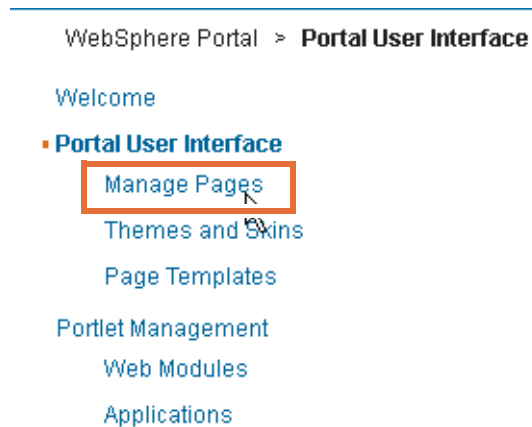 WebSphere Portal > Portal User Interface
Welcome
Portal User Interface
Manage Pages
Themes and Skins
Page Templates
Portlet Management
Web Modules
Applications